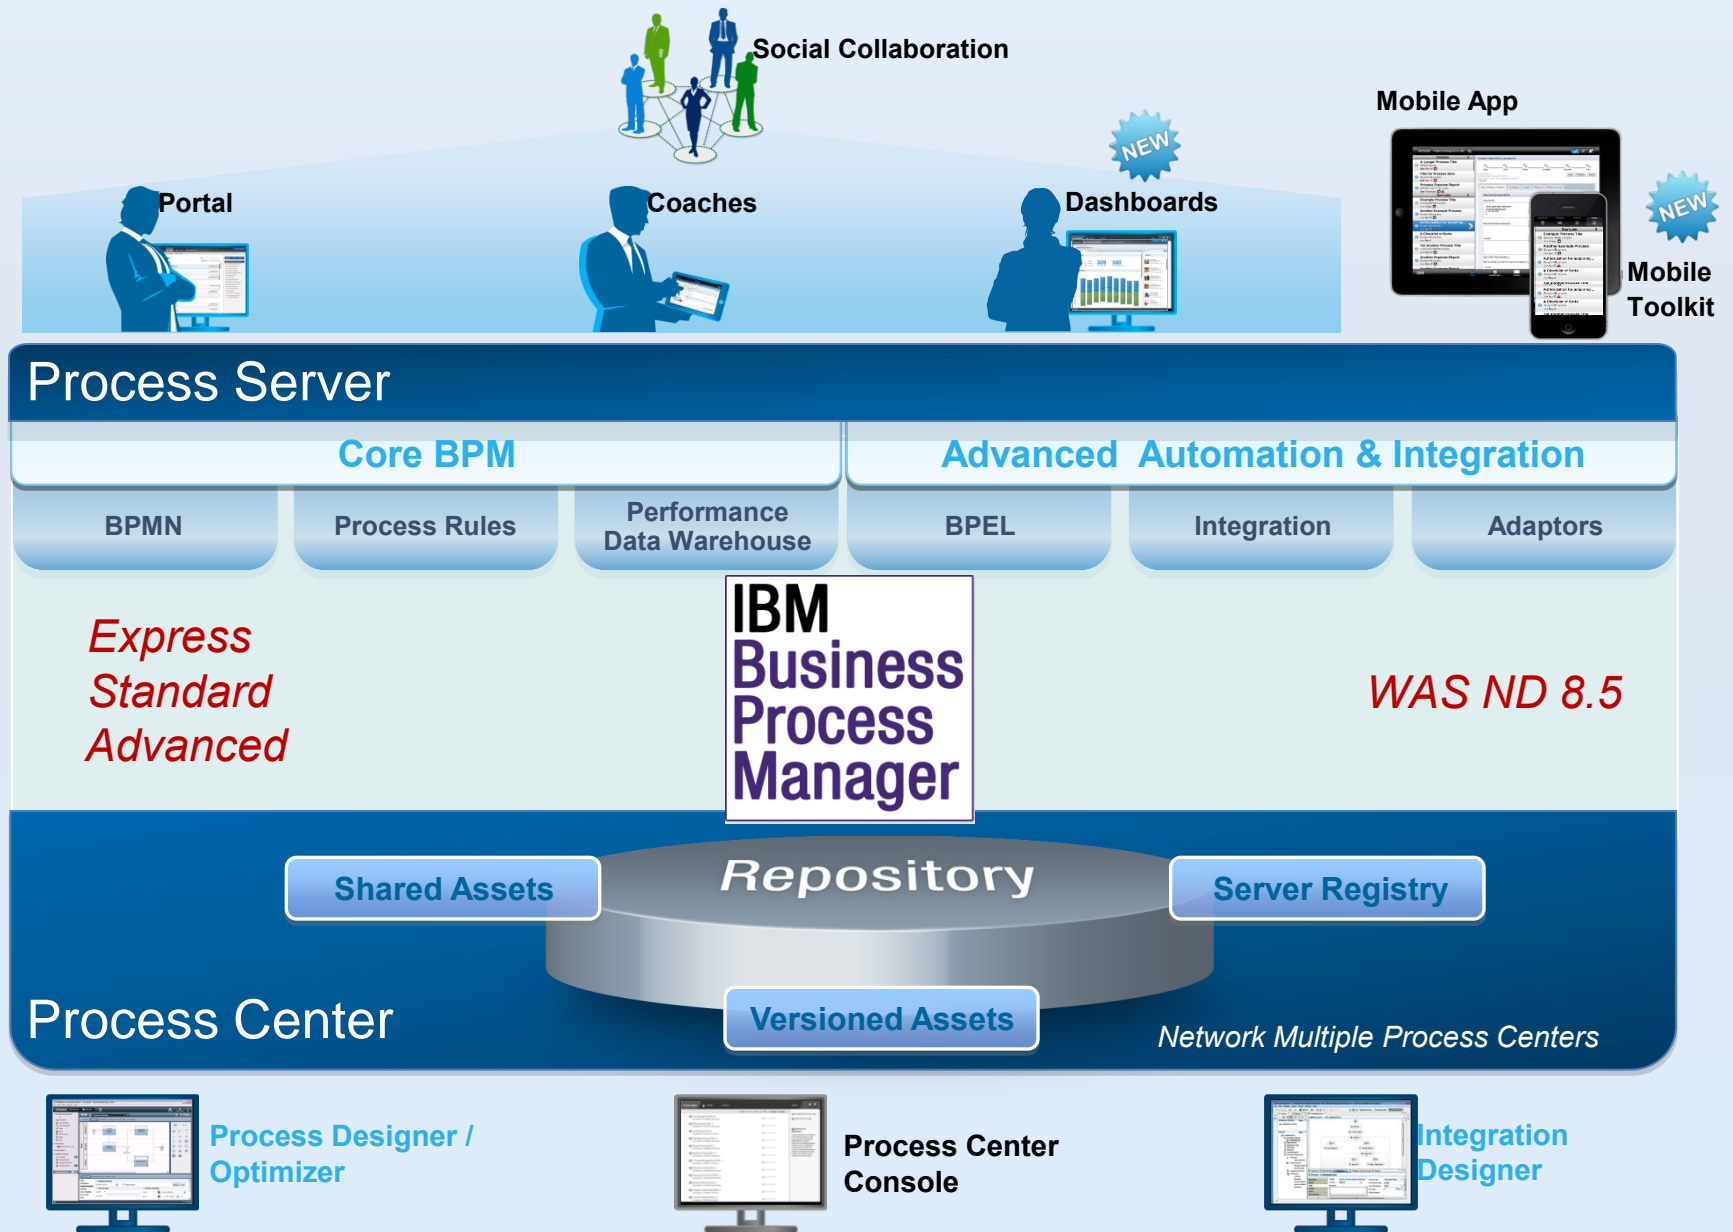 Social Collaboration
Mobile App
NEW
Portal
Coaches
Dashboards
NEW
Mobile
Toolkit
Process Server
Core BPM
Advanced Automation & Integration
BPMN
Process Rules
Performance
Data Warehouse
BPEL
Integration
Adaptors
Express
Standard
Advanced
IBM
Business
Process
Manager
WAS ND 8.5
Repository
Shared Assets
Server Registry
Versioned Assets
Process Center
Network Multiple Process Centers
Process Designer /
Optimizer
Process Center
Console
Integration
Designer